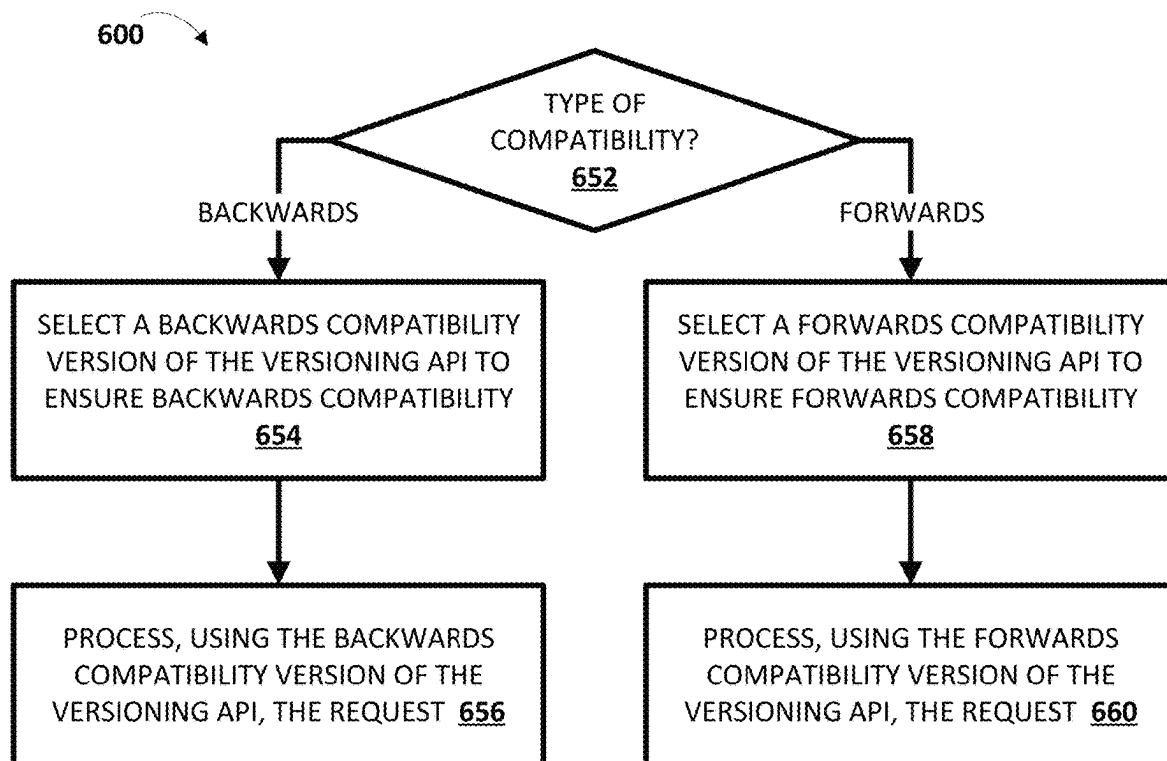 600
TYPE OF
COMPATIBILITY?
652
BACKWARDS
FORWARDS
SELECT A BACKWARDS COMPATIBILITY
VERSION OF THE VERSIONING API TO
ENSURE BACKWARDS COMPATIBILITY
654
SELECT A FORWARDS COMPATIBILITY
VERSION OF THE VERSIONING API TO
ENSURE FORWARDS COMPATIBILITY
658
PROCESS, USING THE BACKWARDS
COMPATIBILITY VERSION OF THE
VERSIONING API, THE REQUEST 656
PROCESS, USING THE FORWARDS
COMPATIBILITY VERSION OF THE
VERSIONING API, THE REQUEST 660